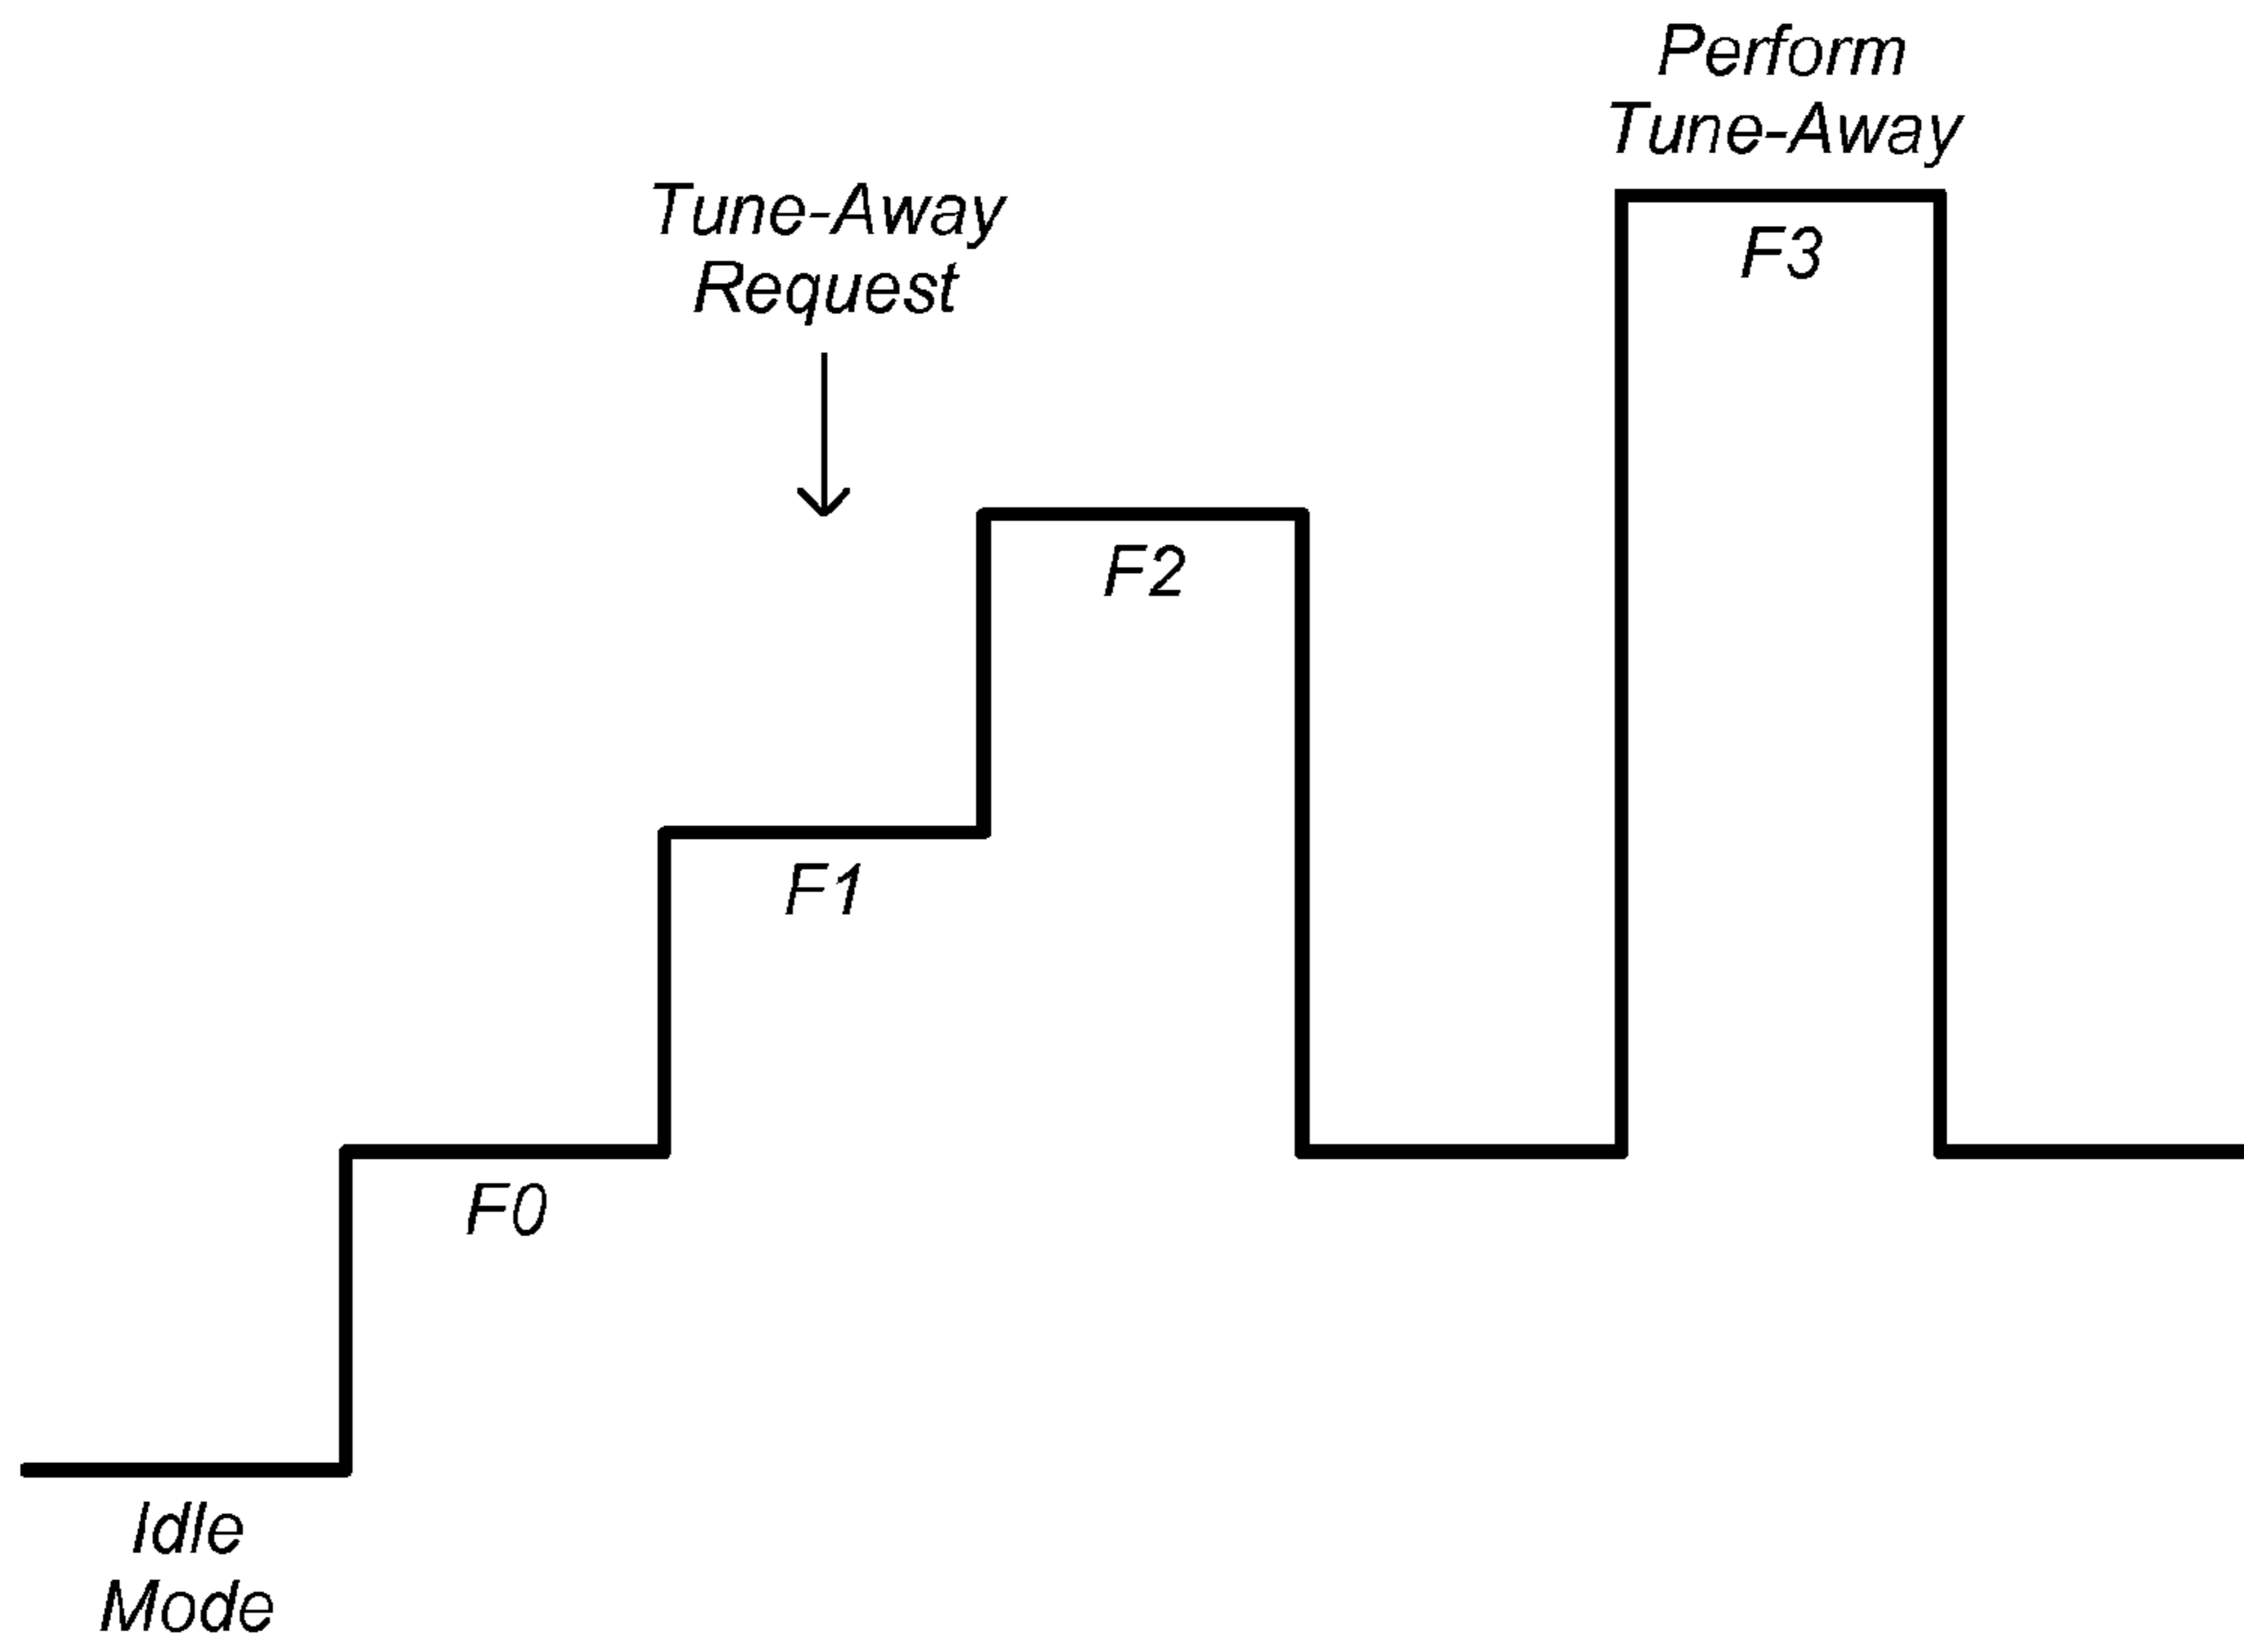 Perform
Tune-Away
F3
Tune-Away
Request
F2
F1
F0
Idle
Mode